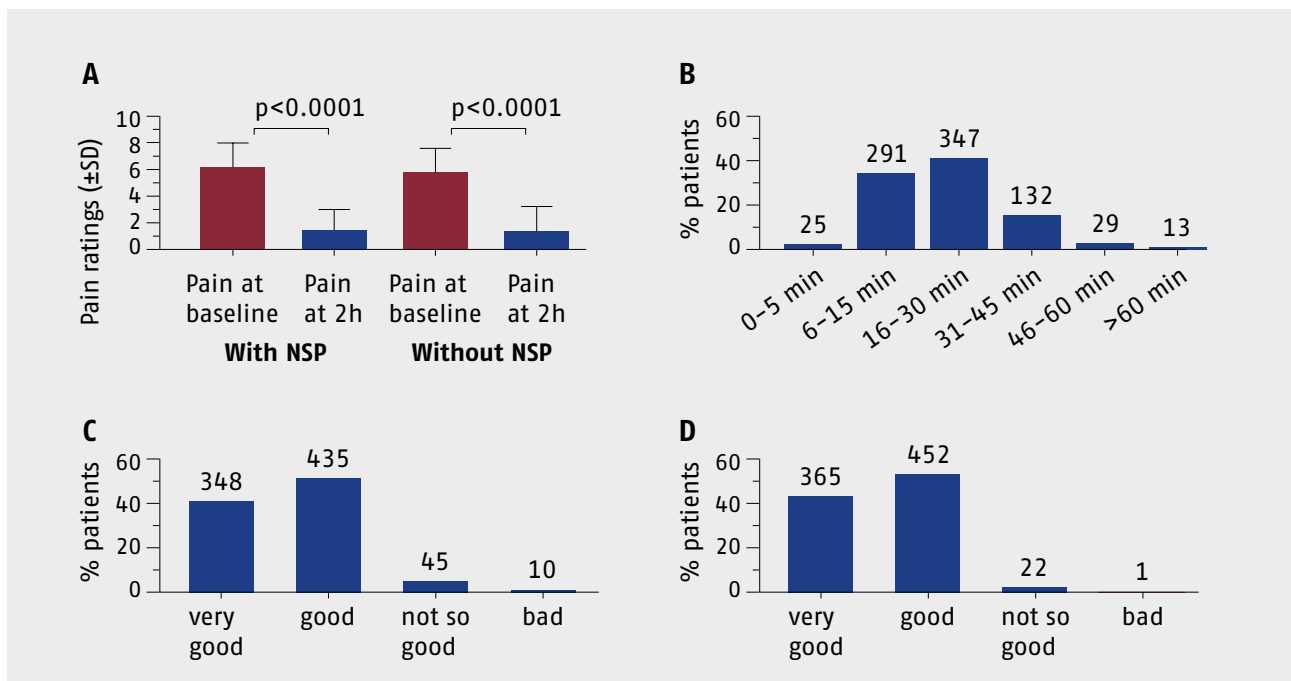 A
p<0.0001 p<0.0001
Pain ratings (±SD)
10
8
6
4
2
0
Pain at baseline
Pain at 2h
Pain at baseline
Pain at 2h
With NSP Without NSP
B
% patients
60
40
20
0
25 291 347 132 29 13
0–5 min 6–15 min 16–30 min 31–45 min 46–60 min >60 min
C
% patients
60
40
20
0
348 435 45 10
very good
good
not so good
bad
D
% patients
60
40
20
0
365 452 22 1
very good
good
not so good
bad